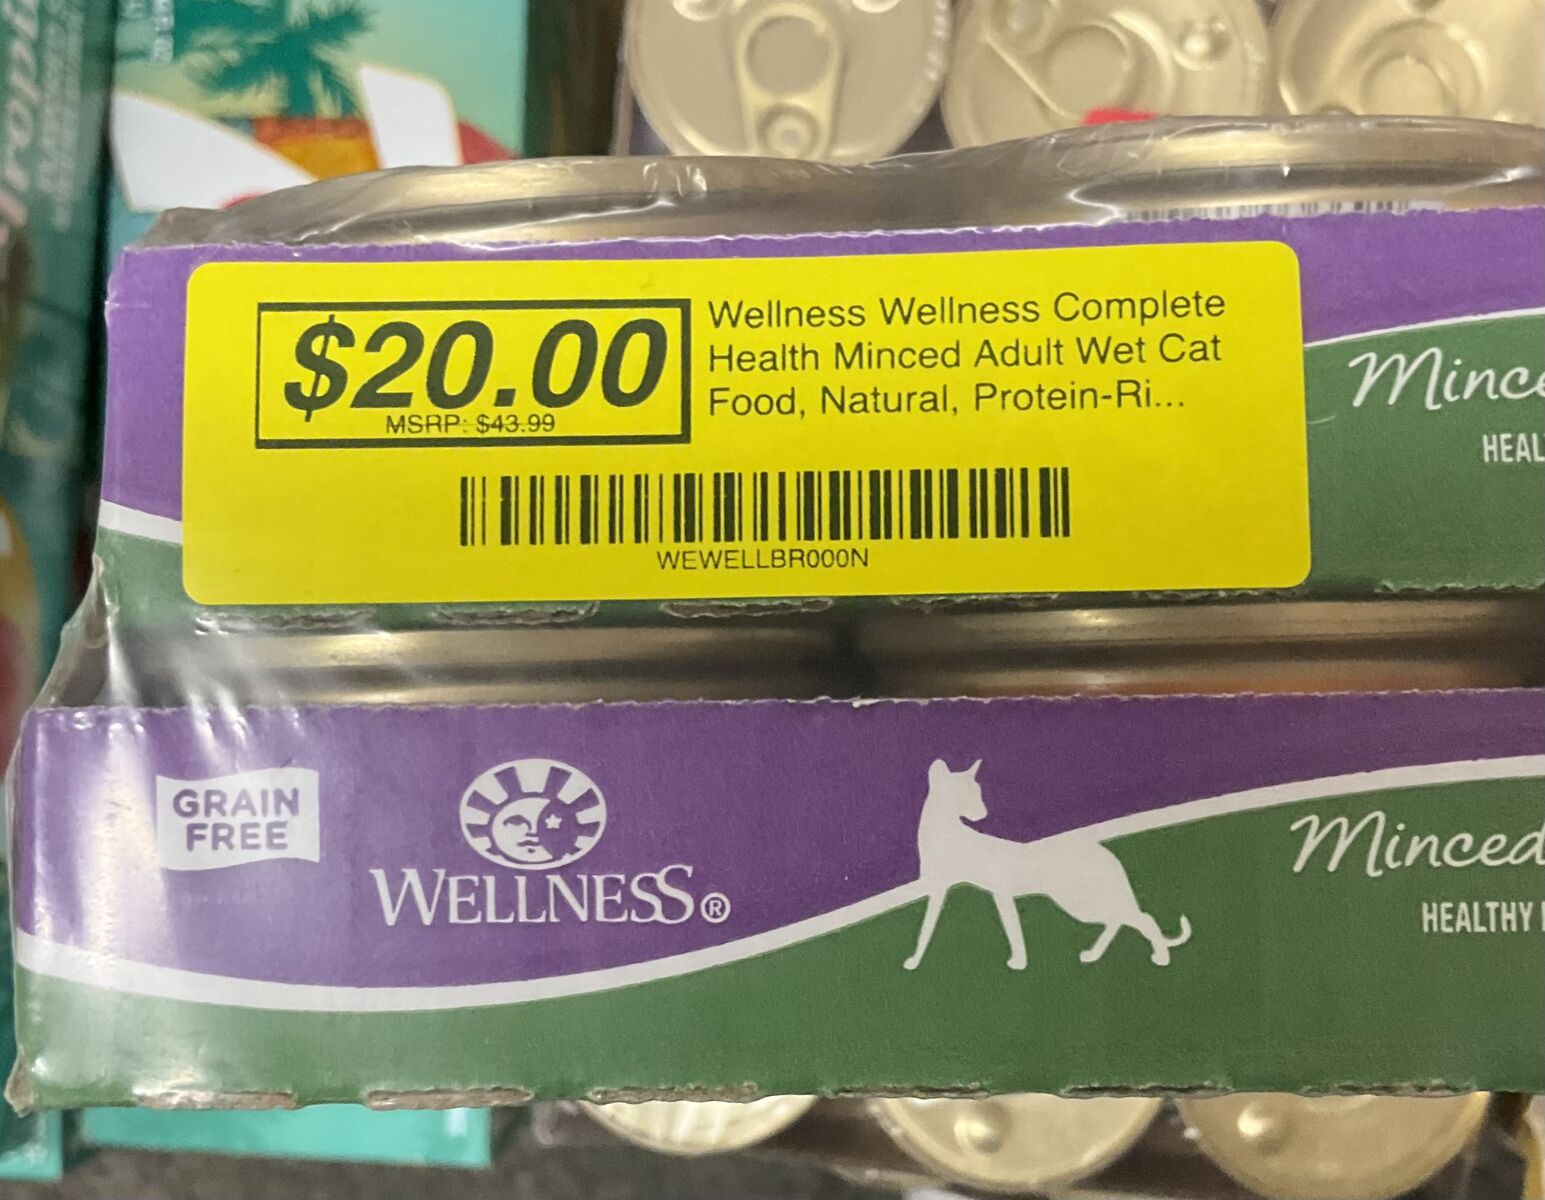 $20.00
MSRP: $43.99
Wellness Wellness Complete
Health Minced Adult Wet Cat
Food, Natural, Protein-Ri...
WEWELLBR000N
GRAIN
FREE
WELLNESS®
Minced
HEALTHY